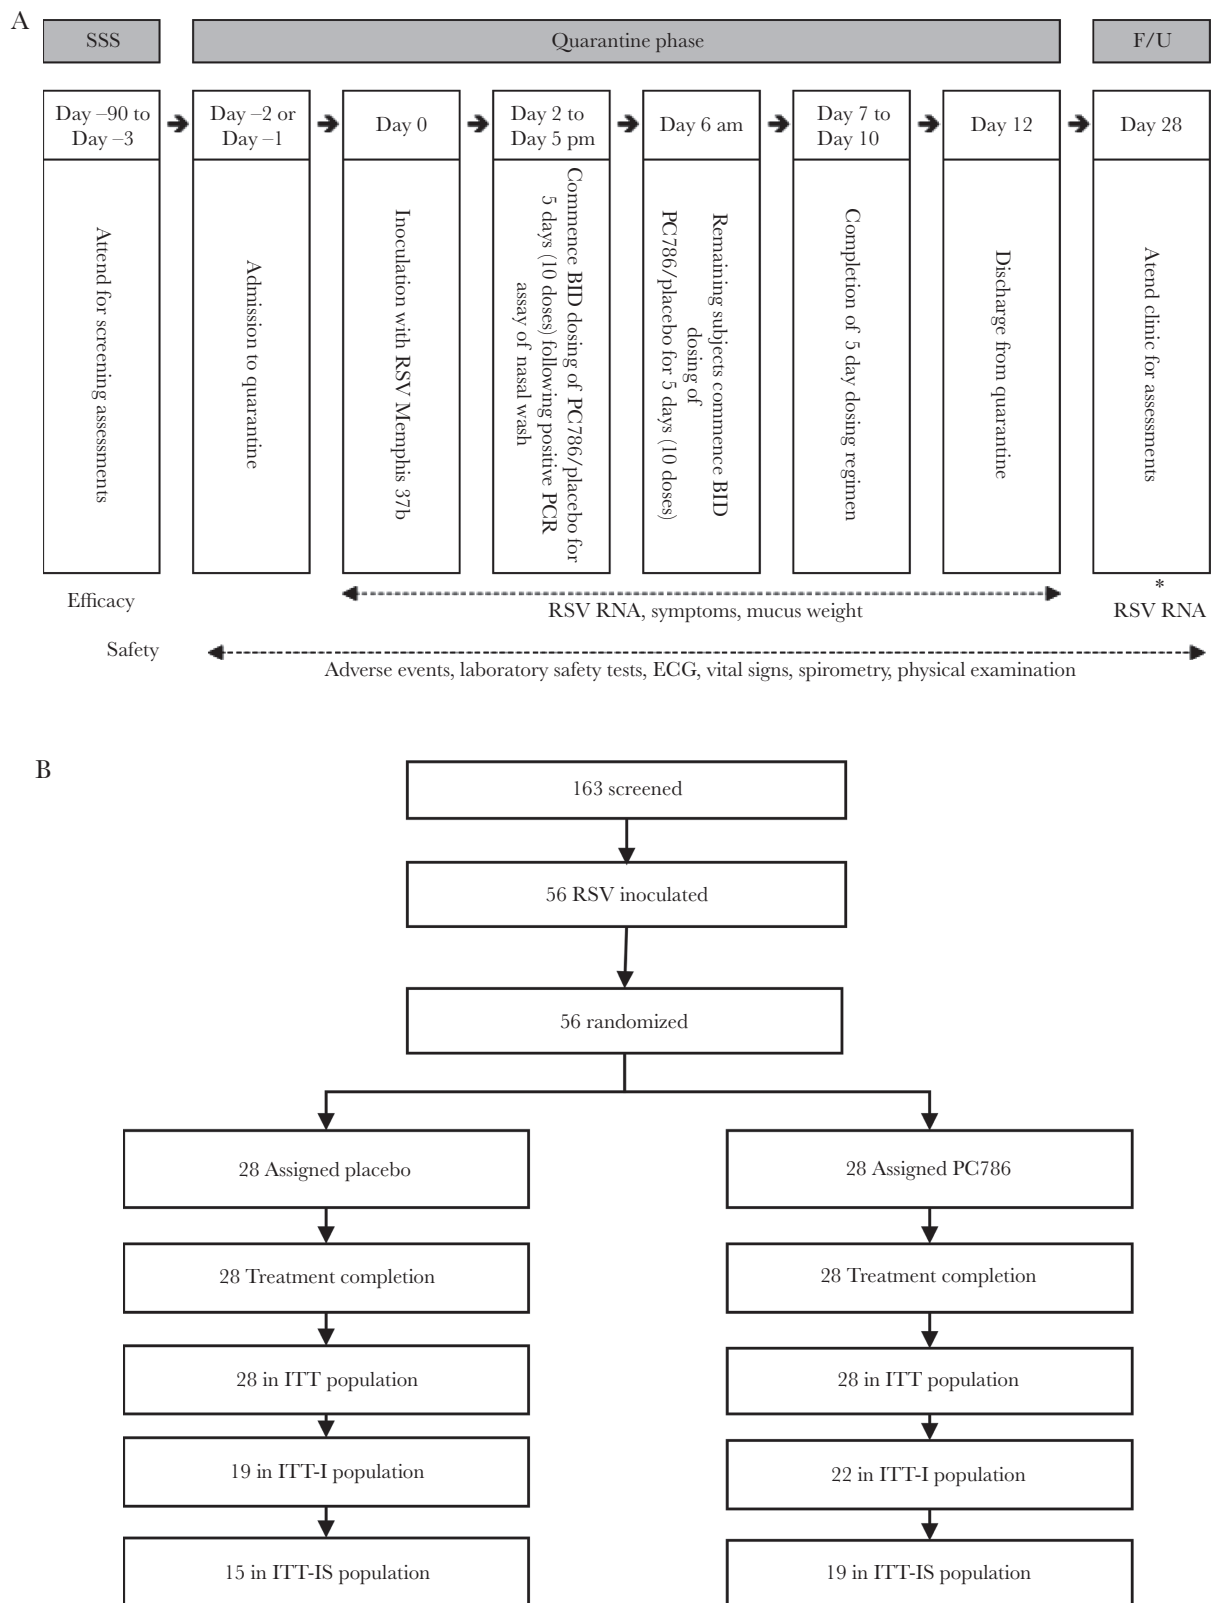 A
SSS
Quarantine phase
F/U
Day –90 to
Day –3
Day –2 or
Day –1
Day 0
Day 2 to
Day 5 pm
Day 6 am
Day 7 to
Day 10
Day 12
Day 28
Attend for screening assessments
Admission to quarantine
Inoculation with RSV Memphis 37b
Commence BID dosing of PC786/placebo for
5 days (10 doses) following positive PCR
assay of nasal wash
Remaining subjects commence BID
dosing of
PC786/placebo for 5 days (10 doses)
Completion of 5 day dosing regimen
Discharge from quarantine
Atend clinic for assessments
Efficacy
RSV RNA, symptoms, mucus weight
*
RSV RNA
Safety
Adverse events, laboratory safety tests, ECG, vital signs, spirometry, physical examination
B
163 screened
56 RSV inoculated
56 randomized
28 Assigned placebo
28 Assigned PC786
28 Treatment completion
28 Treatment completion
28 in ITT population
28 in ITT population
19 in ITT-I population
22 in ITT-I population
15 in ITT-IS population
19 in ITT-IS population